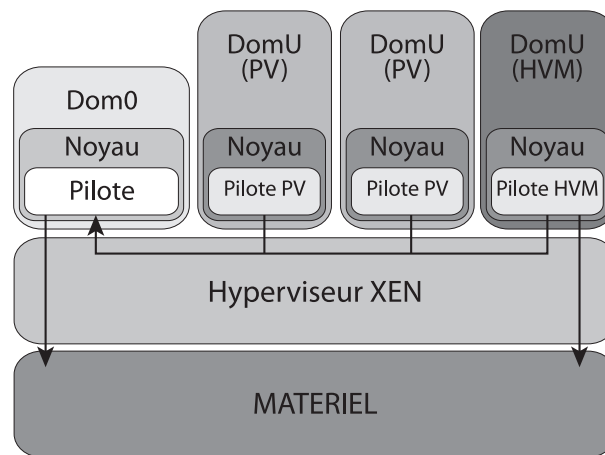 Dom0
Noyau
Pilote
DomU
(PV)
Noyau
Pilote PV
DomU
(PV)
Noyau
Pilote PV
DomU
(HVM)
Noyau
Pilote HVM
Hyperviseur XEN
MATERIEL